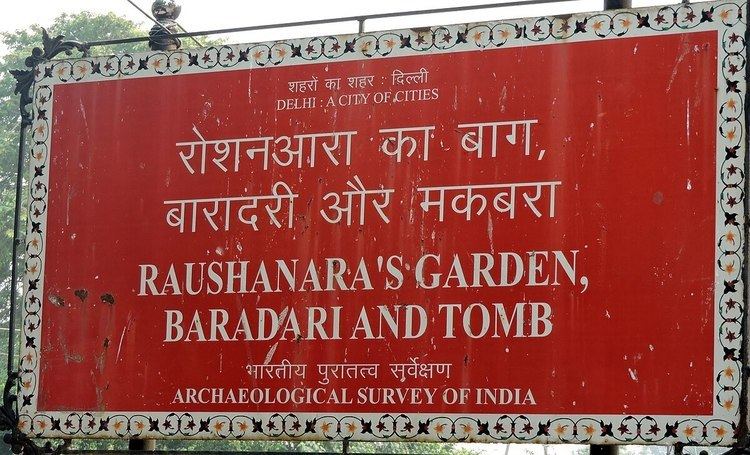 शहरों का शहर : दिल्ली
DELHI : A CITY OF CITIES
रोशनआरा का बाग,
बारादरी और मकबरा
RAUSHANARA'S GARDEN,
BARADARI AND TOMB
भारतीय पुरातत्व सर्वेक्षण
ARCHAEOLOGICAL SURVEY OF INDIA